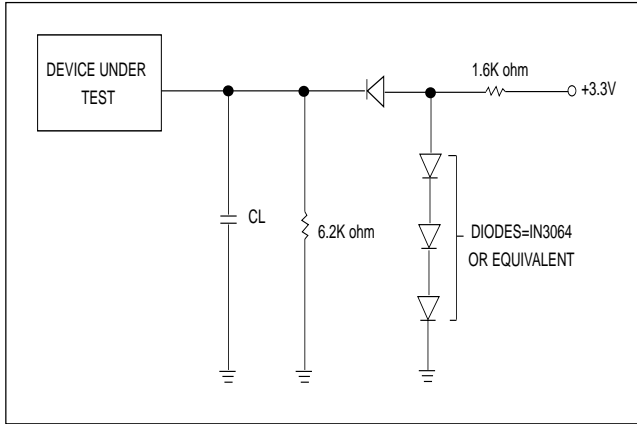 DEVICE UNDER
TEST
1.6K ohm
+3.3V
CL
6.2K ohm
DIODES=IN3064
OR EQUIVALENT